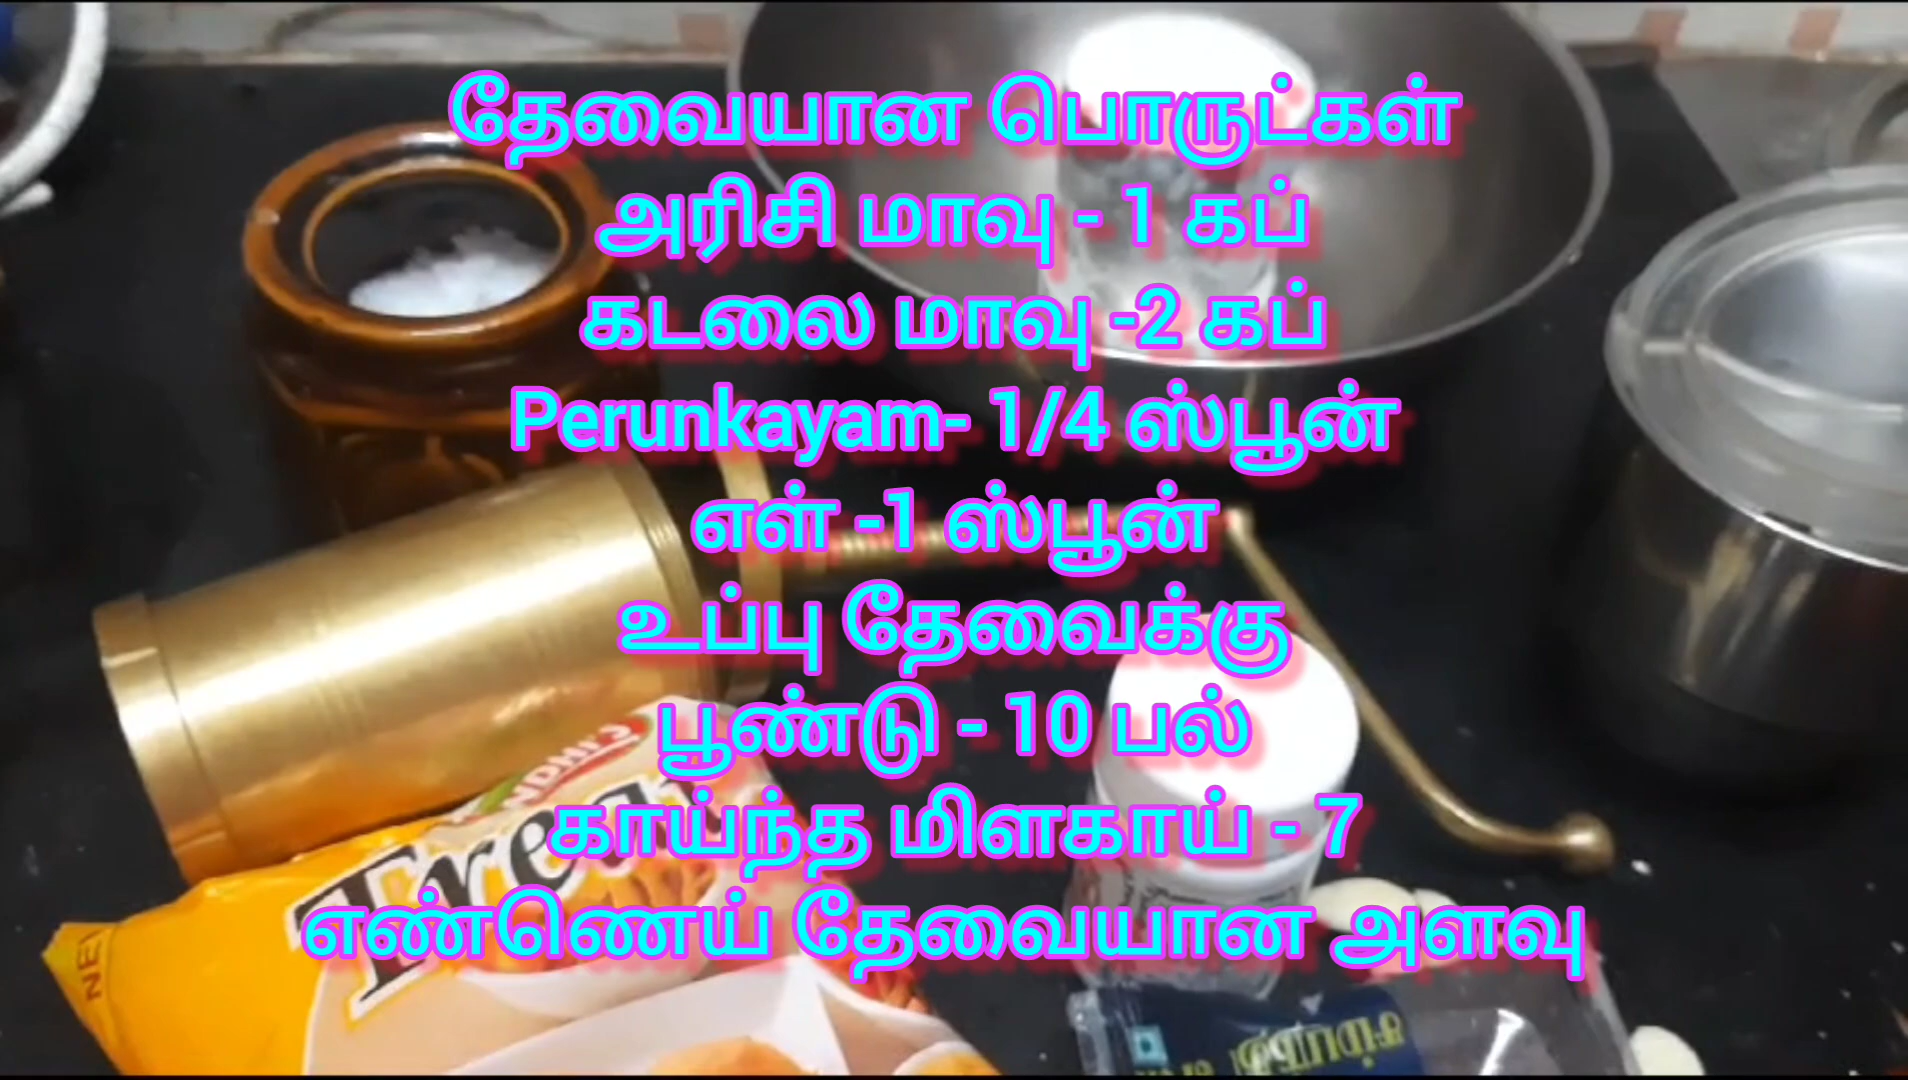 தேவையான பொருட்கள்
அரிசி மாவு - 1 கப்
கடலை மாவு -2 கப்
Perunkayam- 1/4 ஸ்பூன்
எள் -1 ஸ்பூன்
உப்பு தேவைக்கு
பூண்டு - 10 பல்
காய்ந்த மிளகாய் - 7
எண்ணெய் தேவையான அளவு